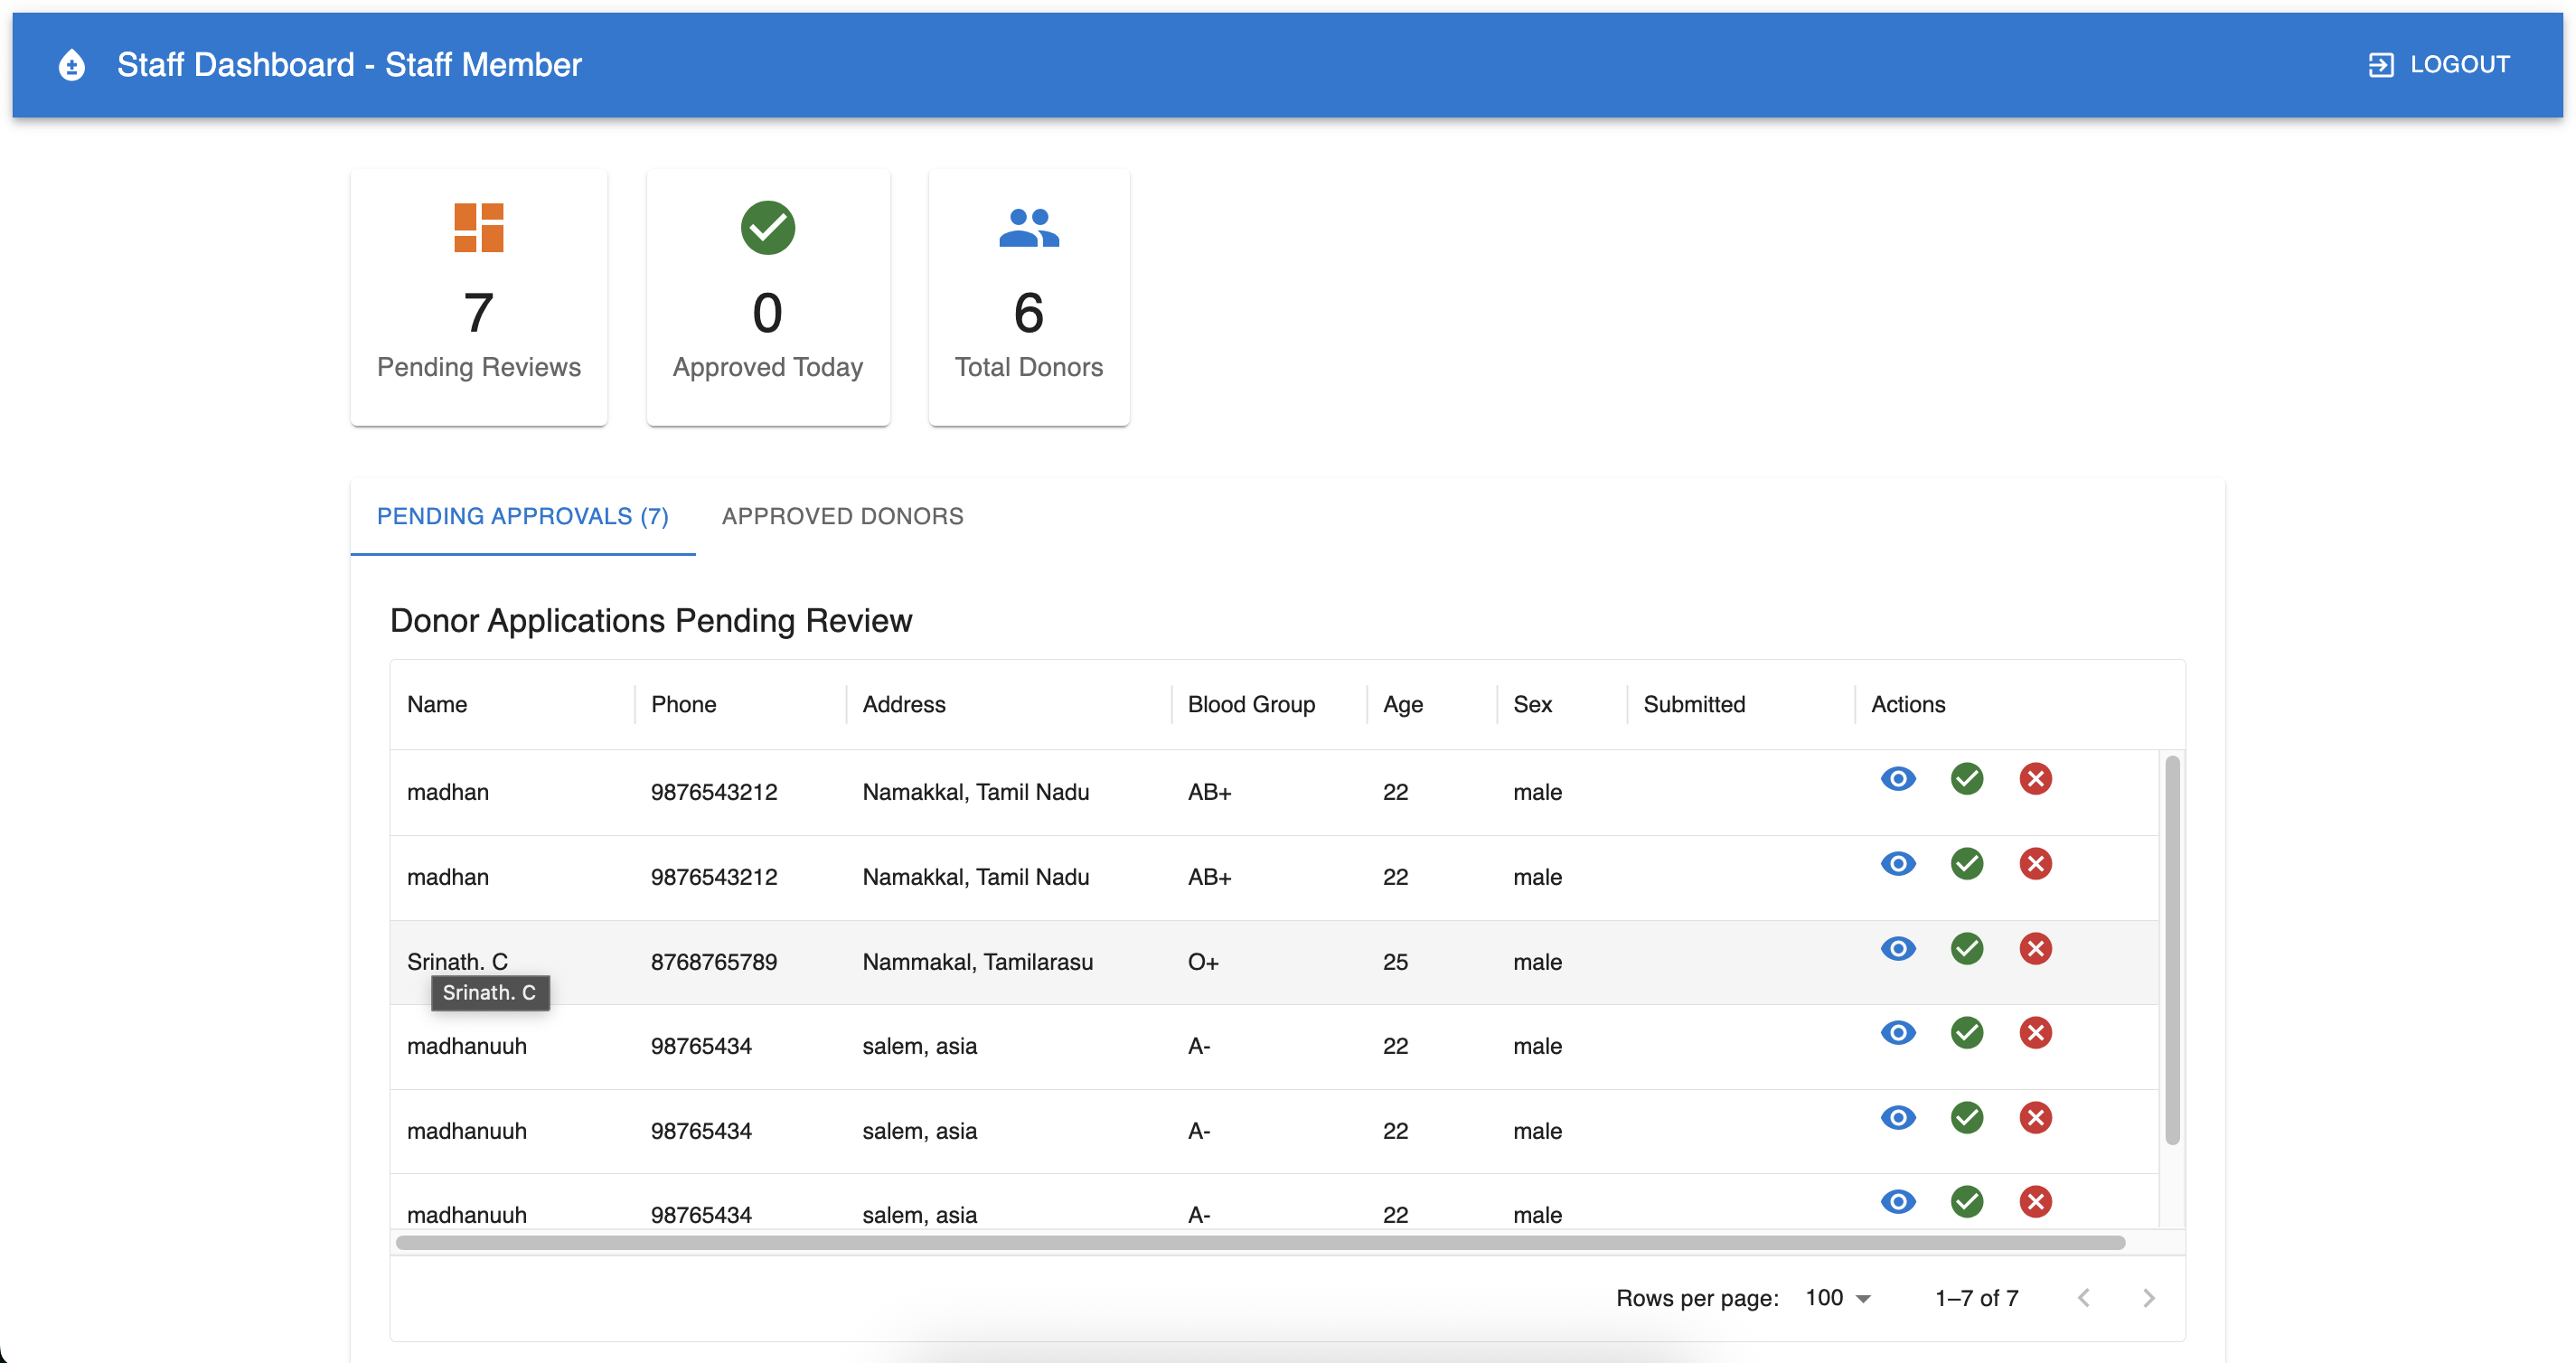 Staff Dashboard - Staff Member
LOGOUT
7
Pending Reviews
0
Approved Today
6
Total Donors
PENDING APPROVALS (7)
APPROVED DONORS
Donor Applications Pending Review
Name Phone Address Blood Group Age Sex Submitted Actions
madhan 9876543212 Namakkal, Tamil Nadu AB+ 22 male
madhan 9876543212 Namakkal, Tamil Nadu AB+ 22 male
Srinath. C 8768765789 Nammakal, Tamilarasu O+ 25 male
Srinath. C
madhanuuh 98765434 salem, asia A- 22 male
madhanuuh 98765434 salem, asia A- 22 male
madhanuuh 98765434 salem, asia A- 22 male
Rows per page: 100 1–7 of 7